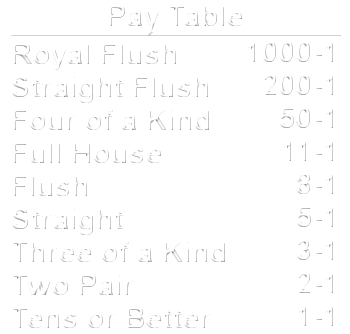 Pay Table
Royal Flush 1000-1
Straight Flush 200-1
Four of a Kind 50-1
Full House 11-1
Flush 8-1
Straight 5-1
Three of a Kind 3-1
Two Pair 2-1
Tens or Better 1-1